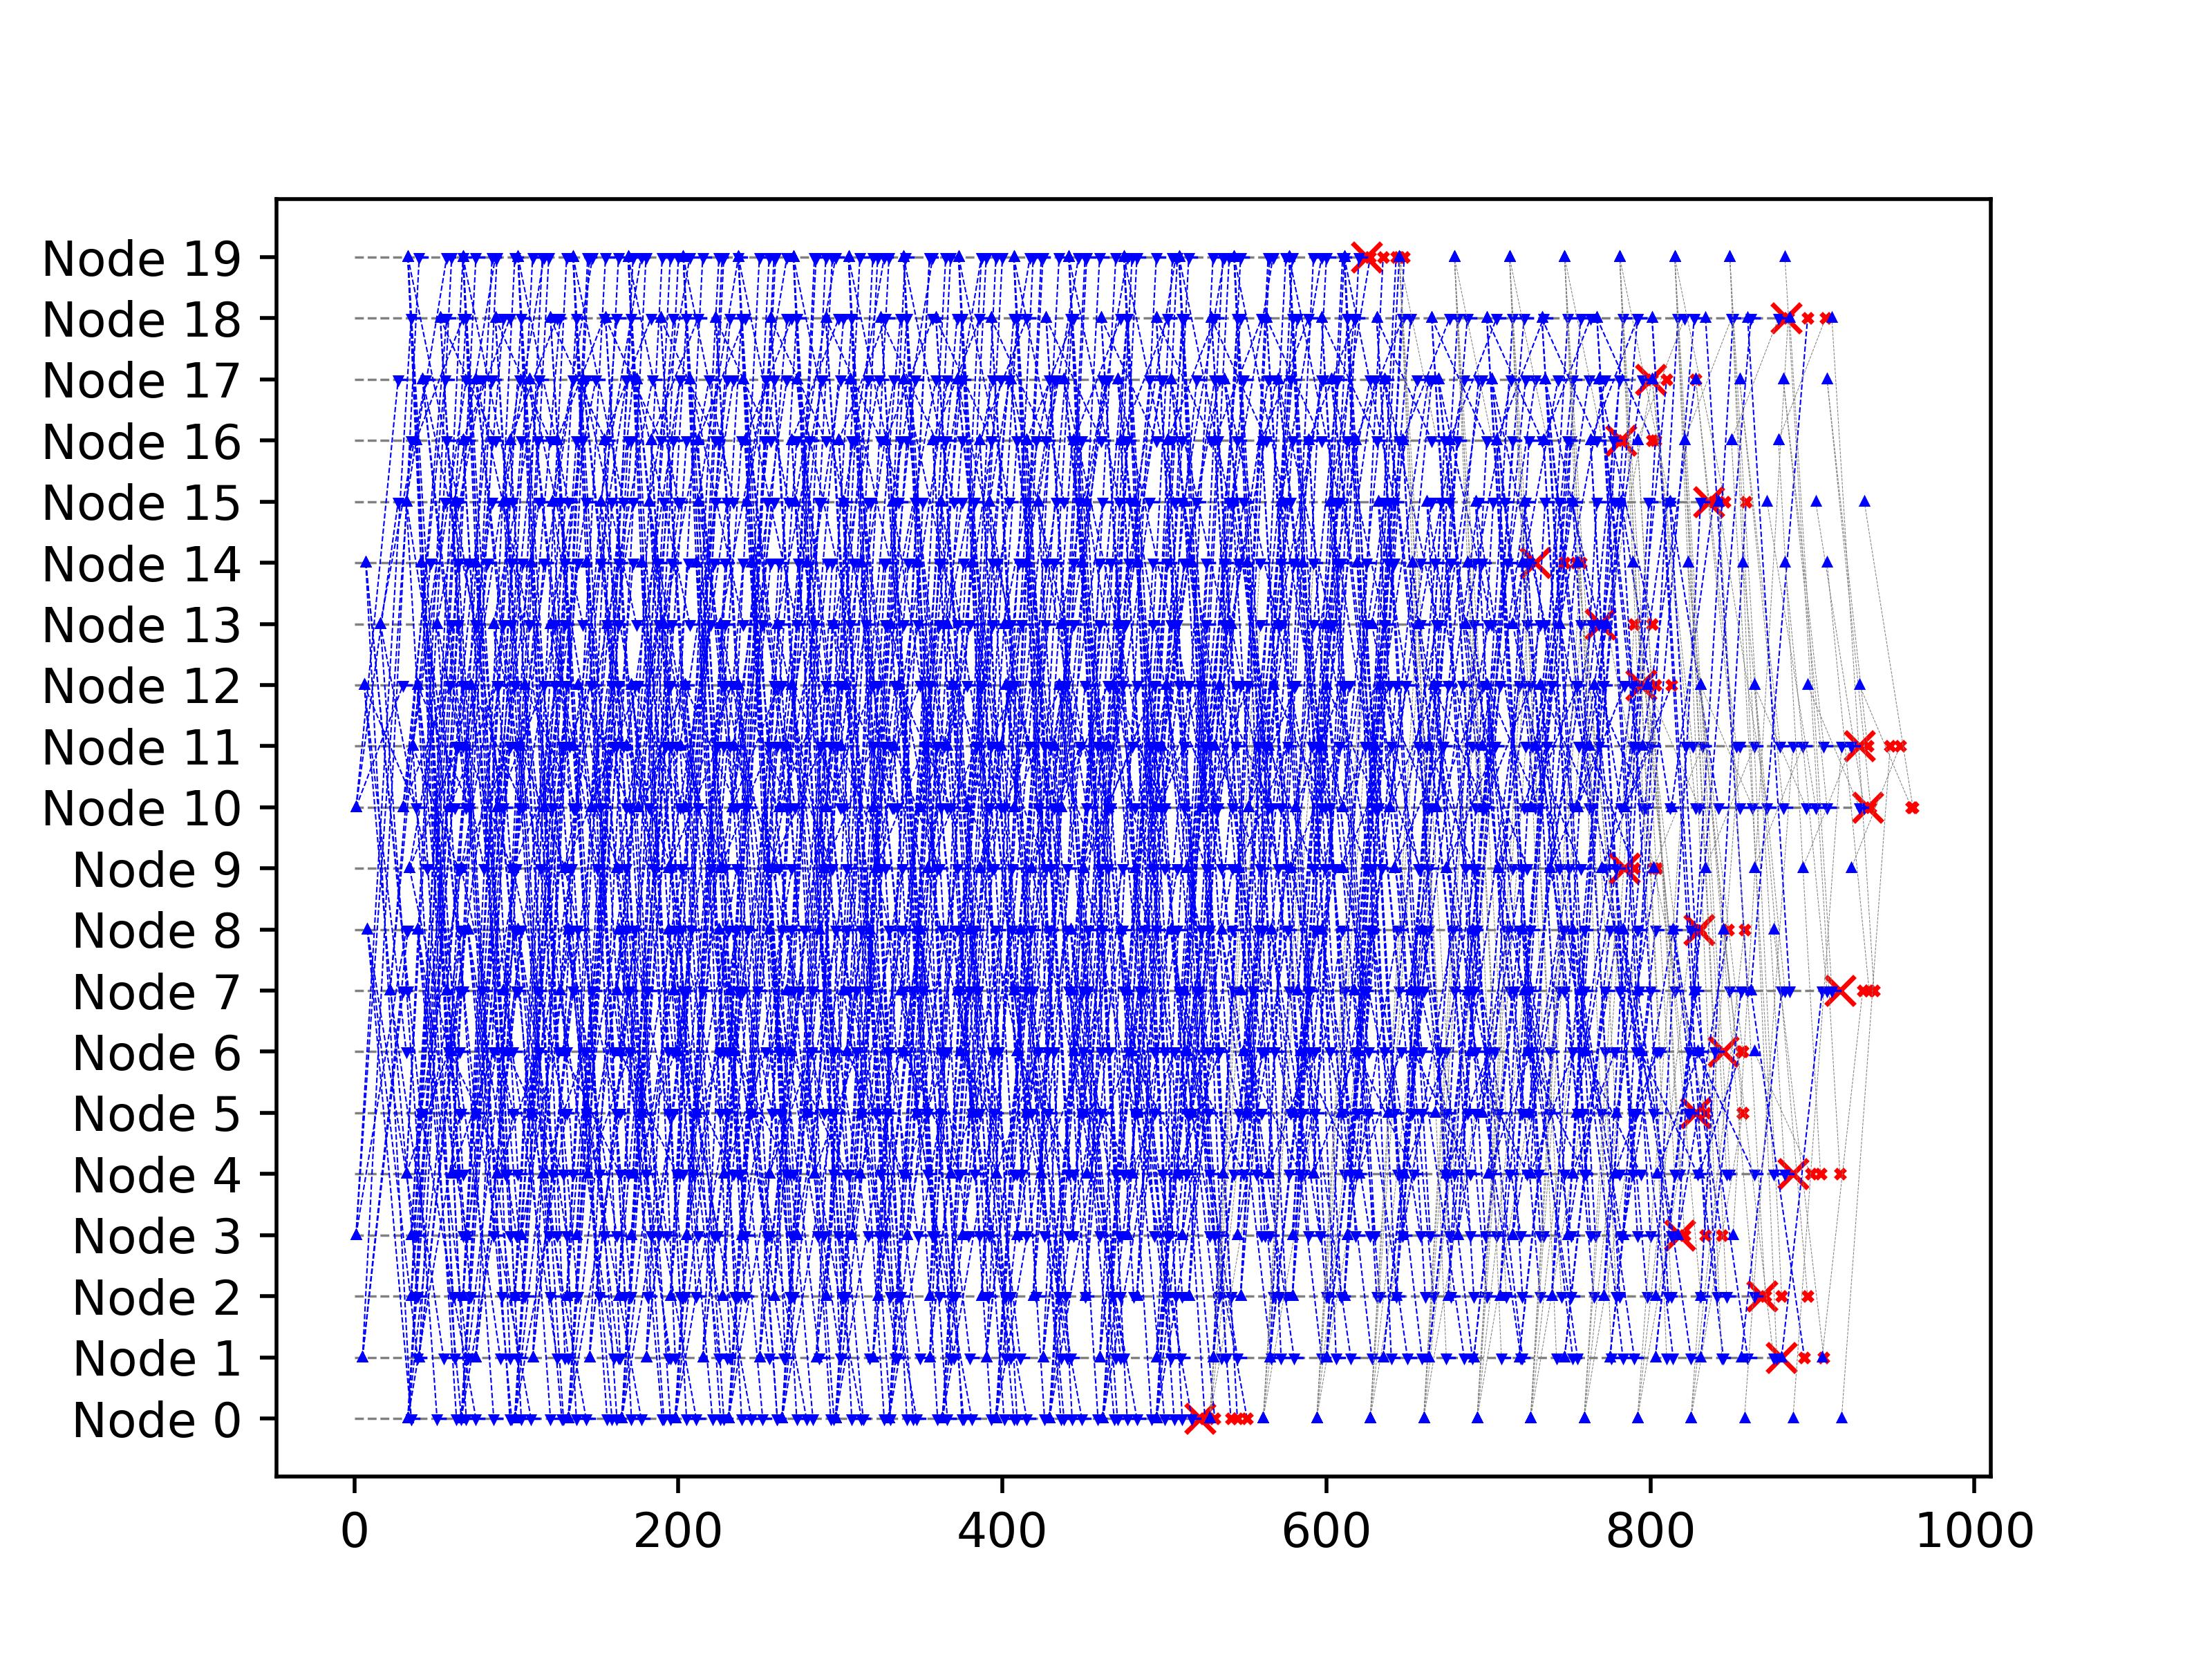 Node 19
Node 18
Node 17
Node 16
Node 15
Node 14
Node 13
Node 12
Node 11
Node 10
Node 9
Node 8
Node 7
Node 6
Node 5
Node 4
Node 3
Node 2
Node 1
Node 0
0 200 400 600 800 1000